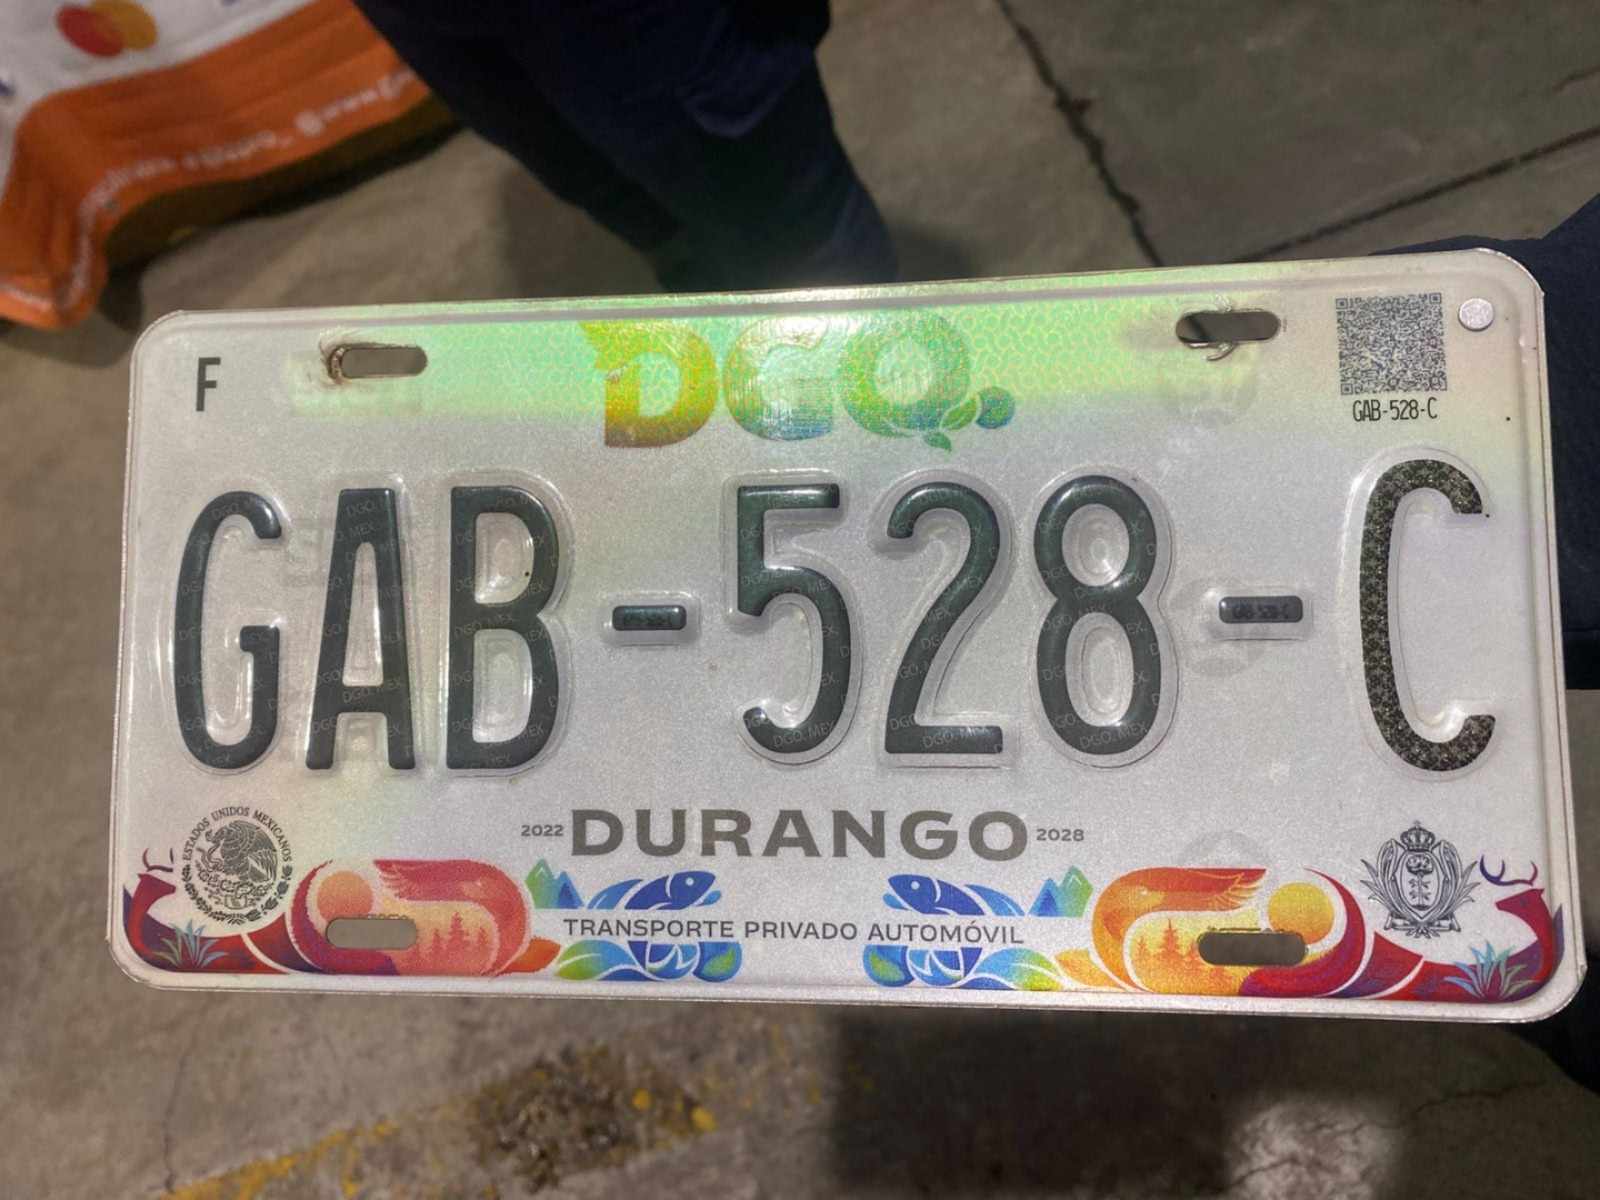 F
DGO.
GAB-528-C
GAB-528-C
ESTADOS UNIDOS MEXICANOS
2022 DURANGO 2028
TRANSPORTE PRIVADO AUTOMÓVIL